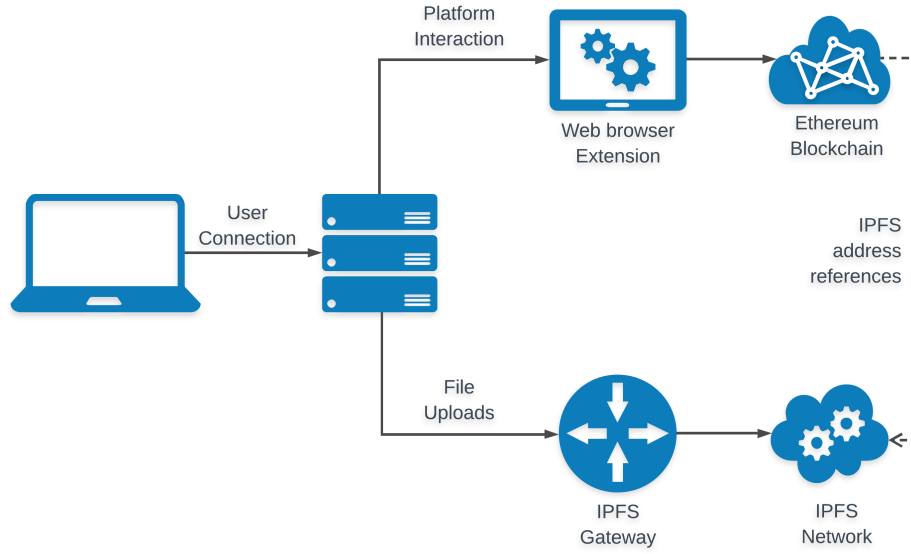 Platform
Interaction
Web browser
Extension
Ethereum
Blockchain
User
Connection
IPFS
address
references
File
Uploads
IPFS
Gateway
IPFS
Network